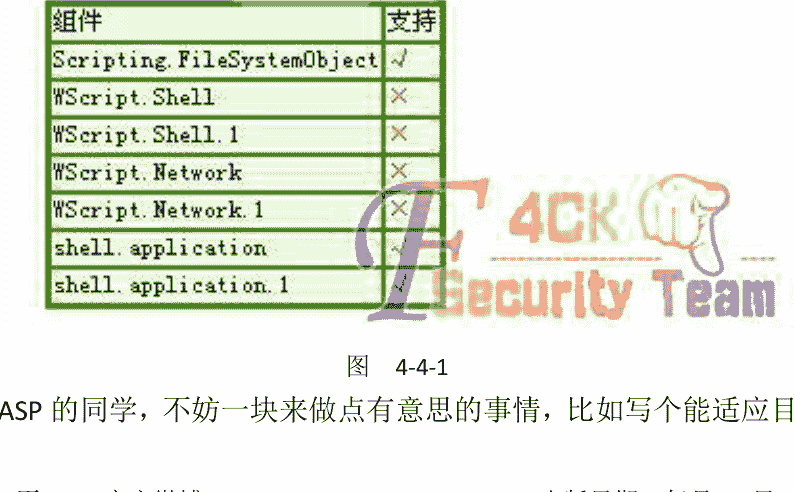 组件 支持
Scripting.FileSystemObject √
WScript.Shell ×
WScript.Shell.1 ×
WScript.Network ×
WScript.Network.1 ×
shell.application √
shell.application.1 √
F4CK
Security Team
图 4-4-1
ASP 的同学，不妨一块来做点有意思的事情，比如写个能适应目